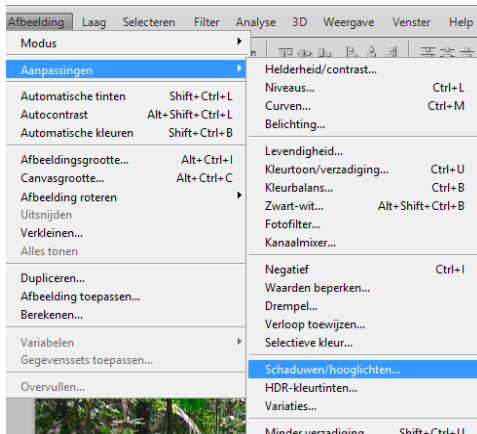 Afbeelding Laag Selecteren Filter Analyse 3D Weergave Venster Help
Modus
Aanpassingen
Automatische tinten Shift+Ctrl+L
Autocontrast Alt+Shift+Ctrl+L
Automatische kleuren Shift+Ctrl+B
Afbeeldingsgrootte... Alt+Ctrl+I
Canvasgrootte... Alt+Ctrl+C
Afbeelding roteren
Uitsnijden
Verkleinen...
Alles tonen
Dupliceren...
Afbeelding toepassen...
Berekenen...
Variabelen
Gegevenssets toepassen...
Overvullen...
Helderheid/contrast...
Niveaus... Ctrl+L
Curven... Ctrl+M
Belichting...
Levendigheid...
Kleurtoon/verzadiging... Ctrl+U
Kleurbalans... Ctrl+B
Zwart-wit... Alt+Shift+Ctrl+B
Fotofilter...
Kanaalmixer...
Negatief Ctrl+I
Waarden beperken...
Drempel...
Verloop toewijzen...
Selectieve kleur...
Schaduwen/hooglichten...
HDR-kleurtinten...
Variaties...
Minder verzadiging Shift+Ctrl+U